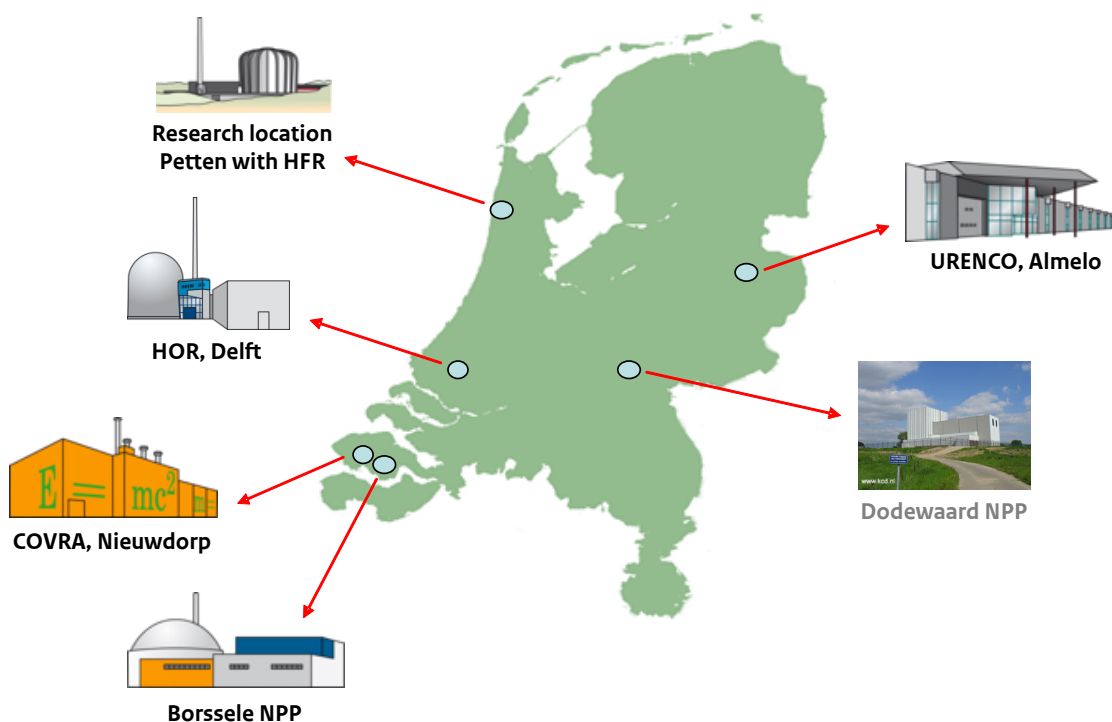 Research location
Petten with HFR
URENCO, Almelo
HOR, Delft
E = mc²
COVRA, Nieuwdorp
www.kcd.nl
Dodewaard NPP
Borssele NPP